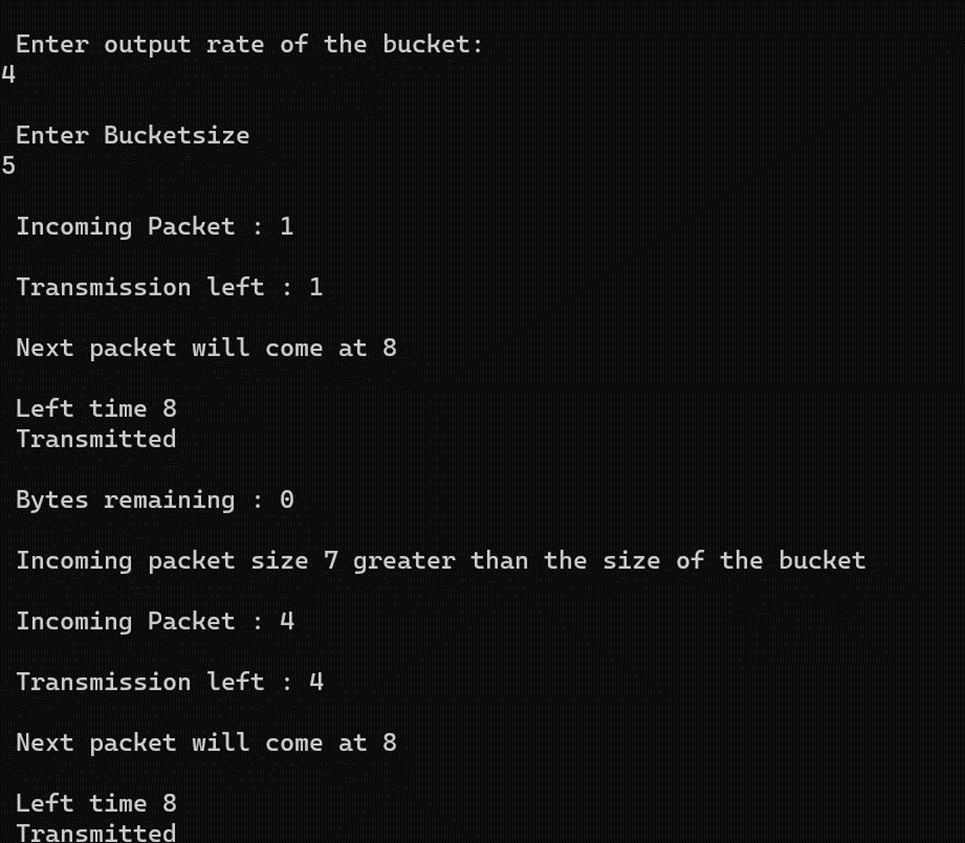 Enter output rate of the bucket:
4
Enter Bucketsize
5
Incoming Packet : 1
Transmission left : 1
Next packet will come at 8
Left time 8
Transmitted
Bytes remaining : 0
Incoming packet size 7 greater than the size of the bucket
Incoming Packet : 4
Transmission left : 4
Next packet will come at 8
Left time 8
Transmitted